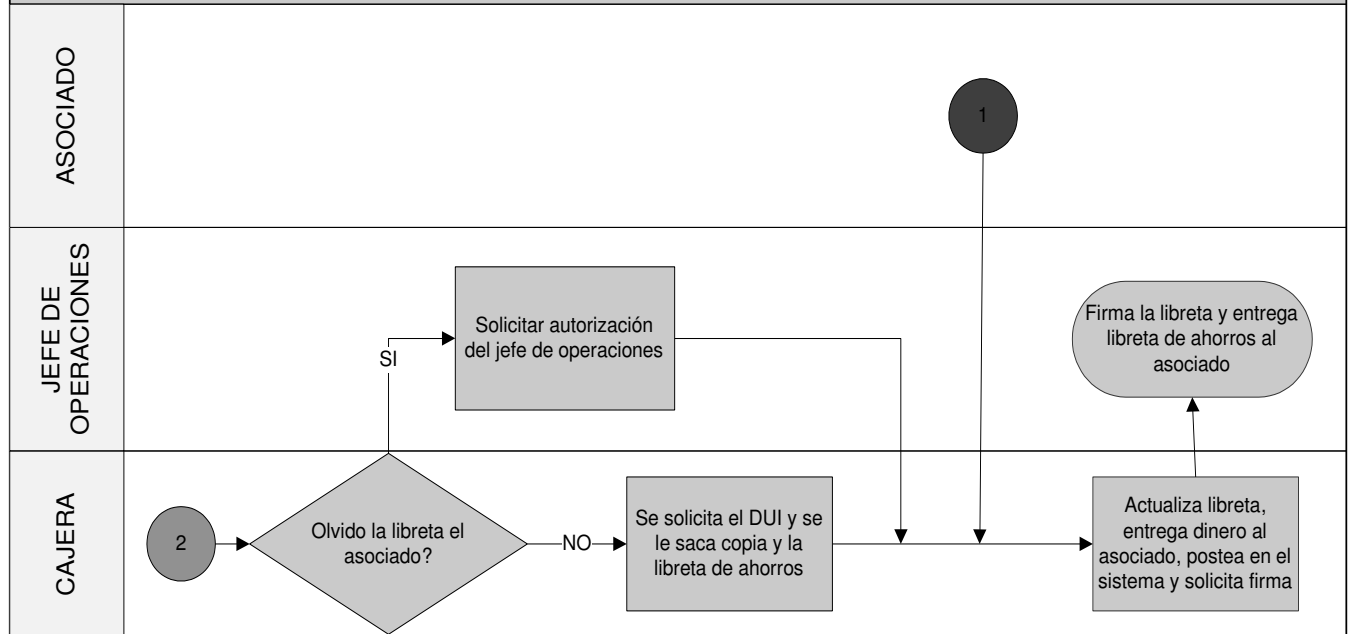 ASOCIADO
1
JEFE DE
OPERACIONES
Solicitar autorización
del jefe de operaciones
SI
Firma la libreta y entrega
libreta de ahorros al
asociado
CAJERA
2
Olvido la libreta el
asociado?
NO
Se solicita el DUI y se
le saca copia y la
libreta de ahorros
Actualiza libreta,
entrega dinero al
asociado, postea en el
sistema y solicita firma